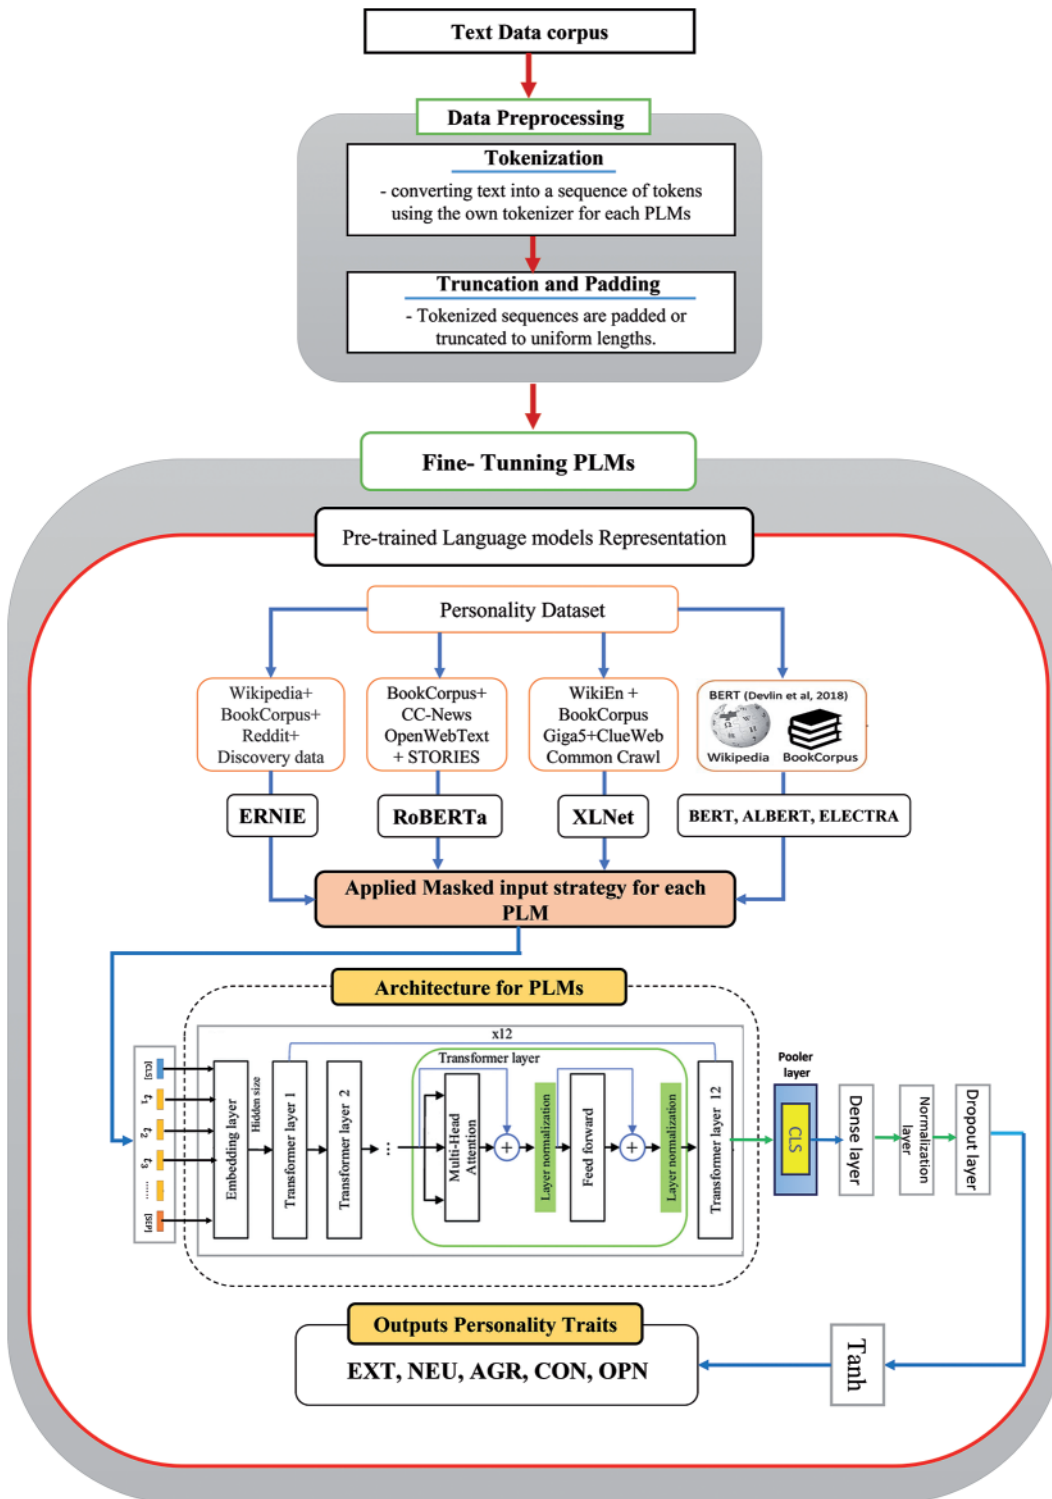 Text Data corpus
Data Preprocessing
Tokenization
- converting text into a sequence of tokens
using the own tokenizer for each PLMs
Truncation and Padding
- Tokenized sequences are padded or
truncated to uniform lengths.
Fine- Tunning PLMs
Pre-trained Language models Representation
Personality Dataset
Wikipedia+
BookCorpus+
Reddit+
Discovery data
BookCorpus+
CC-News
OpenWebText
+ STORIES
WikiEn +
BookCorpus
Giga5+ClueWeb
Common Crawl
BERT (Devlin et al, 2018)
Wikipedia
BookCorpus
ERNIE
RoBERTa
XLNet
BERT, ALBERT, ELECTRA
Applied Masked input strategy for each
PLM
Architecture for PLMs
x12
[CLS]
t1
t2
t3
......
[SEP]
Embedding layer
Hidden size
Transformer layer 1
Transformer layer 2
...
Transformer layer
Multi-Head
Attention
+
Layer normalization
Feed forward
+
Layer normalization
Transformer layer 12
Pooler
layer
CLS
Dense layer
Normalization
layer
Dropout layer
Tanh
Outputs Personality Traits
EXT, NEU, AGR, CON, OPN